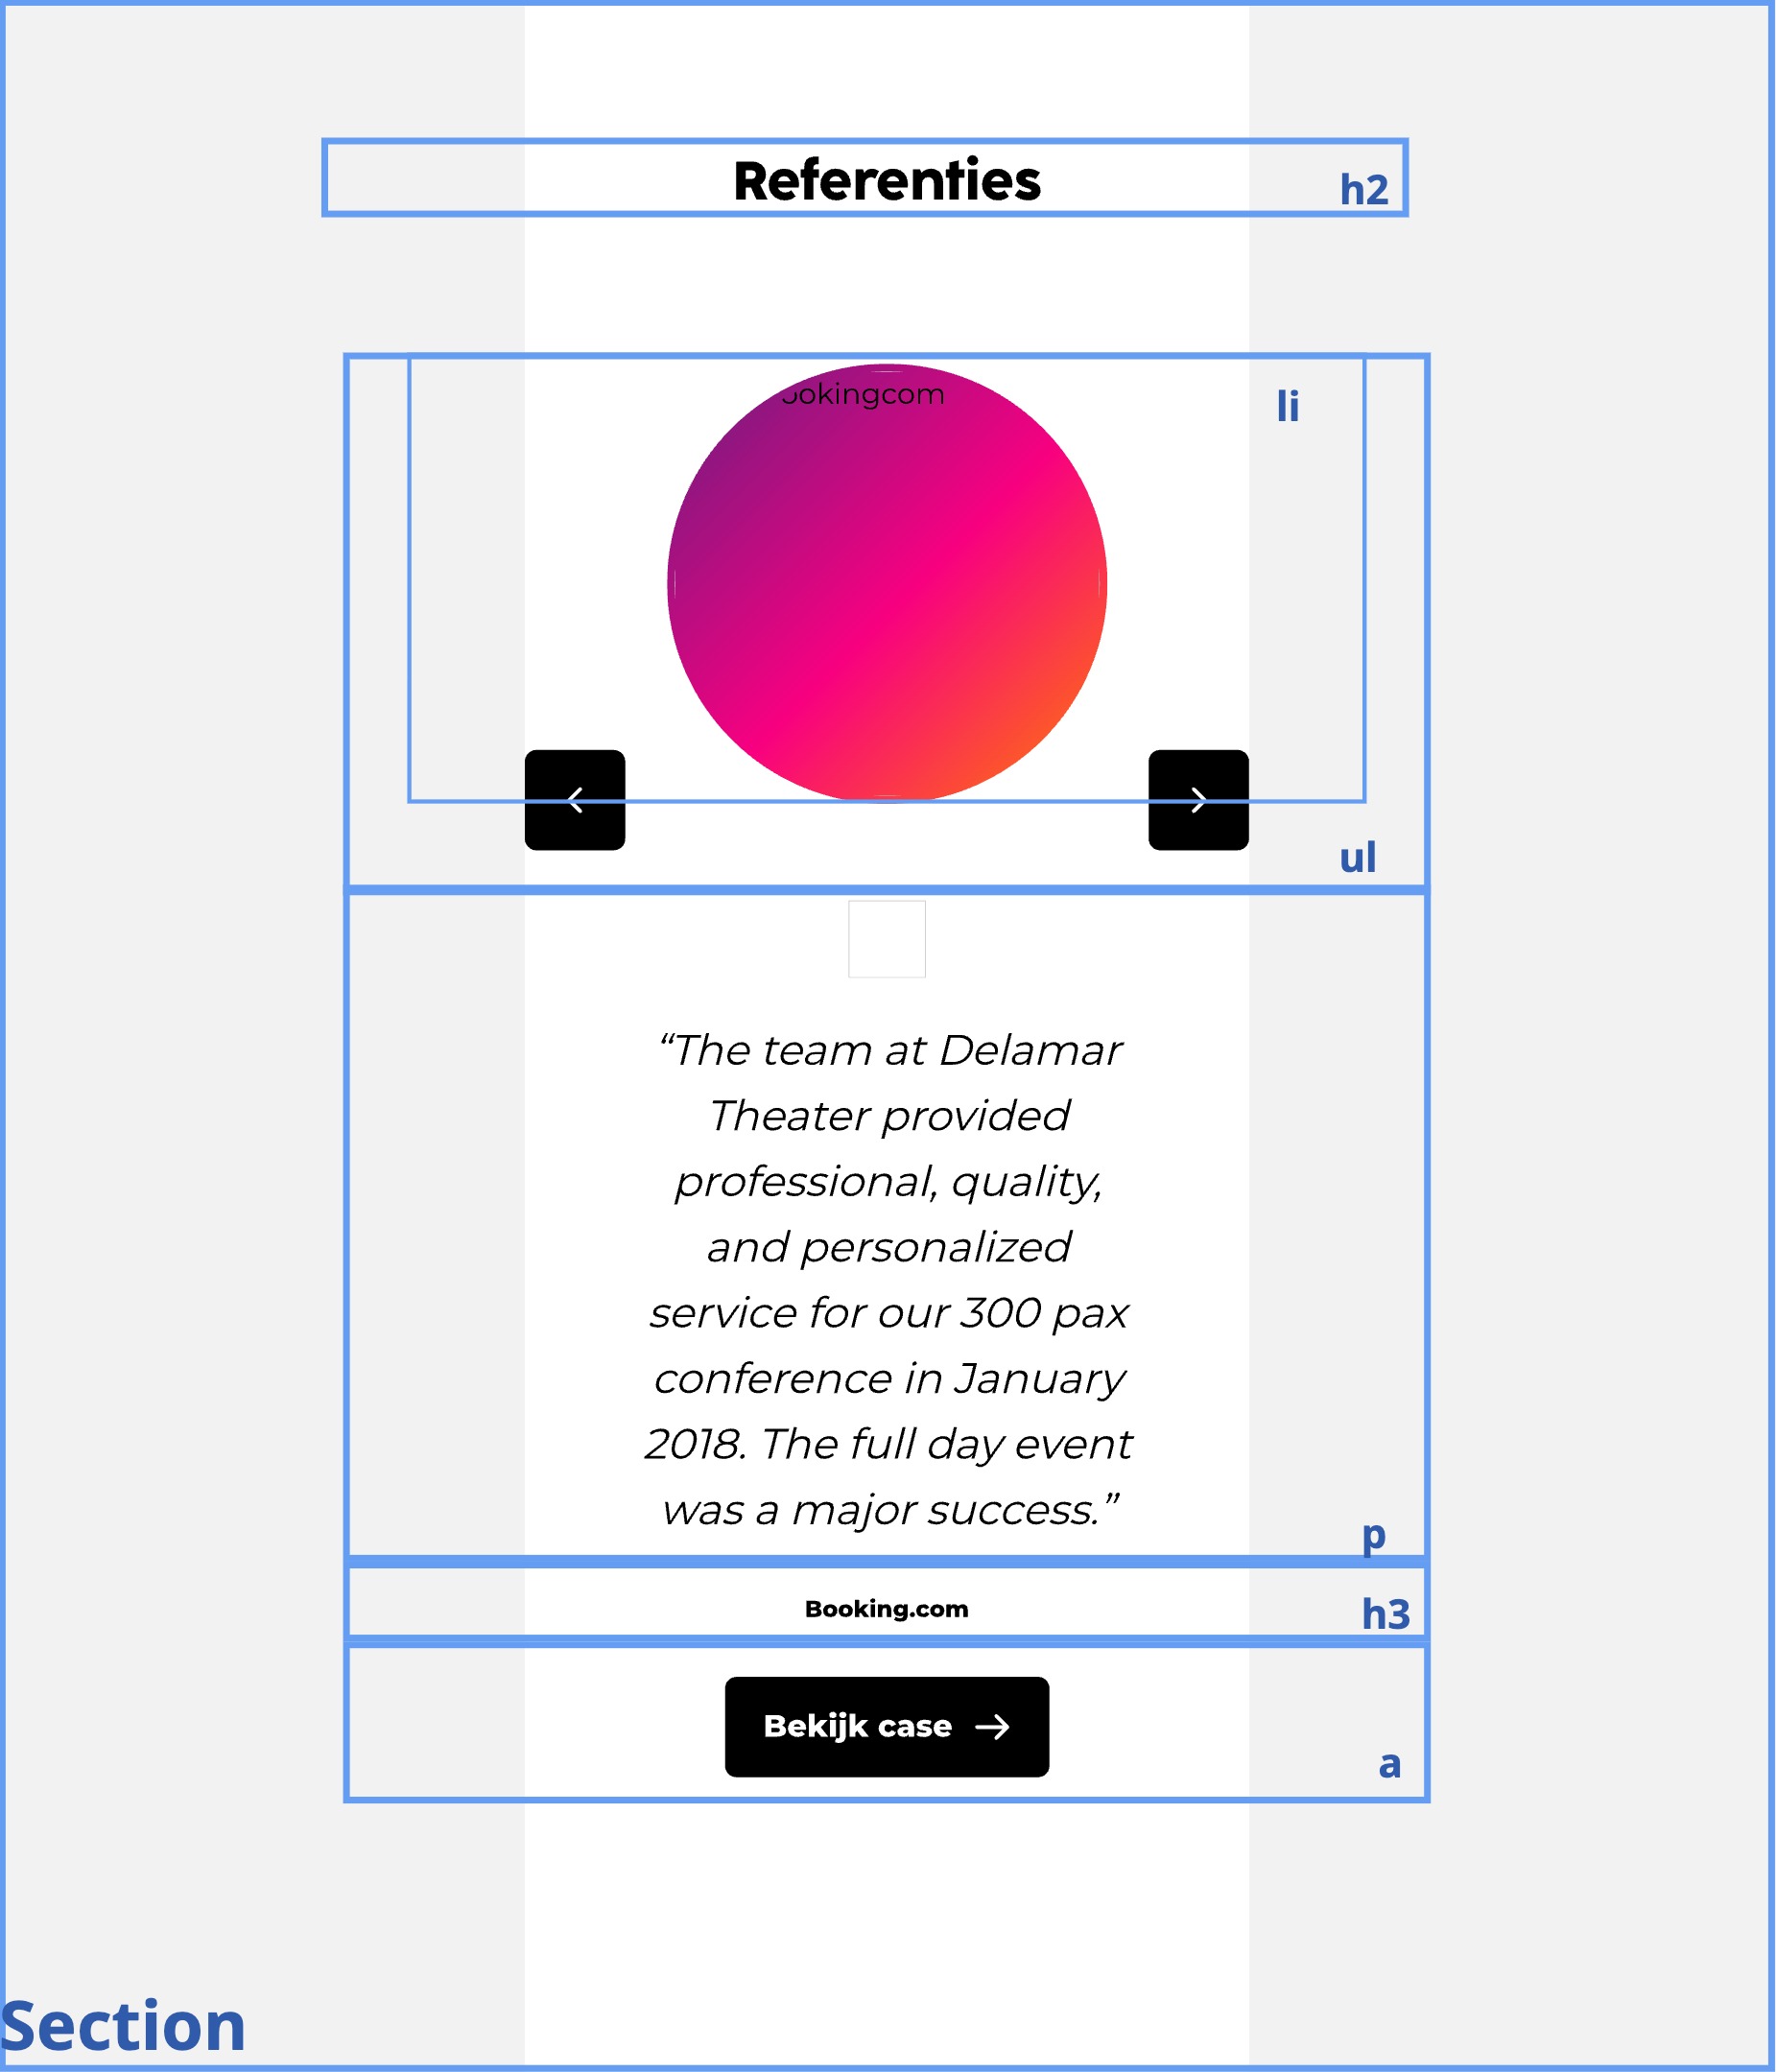 Referenties
h2
ookingcom
li
ul
“The team at Delamar
Theater provided
professional, quality,
and personalized
service for our 300 pax
conference in January
2018. The full day event
was a major success.”
p
Booking.com
h3
Bekijk case
a
Section